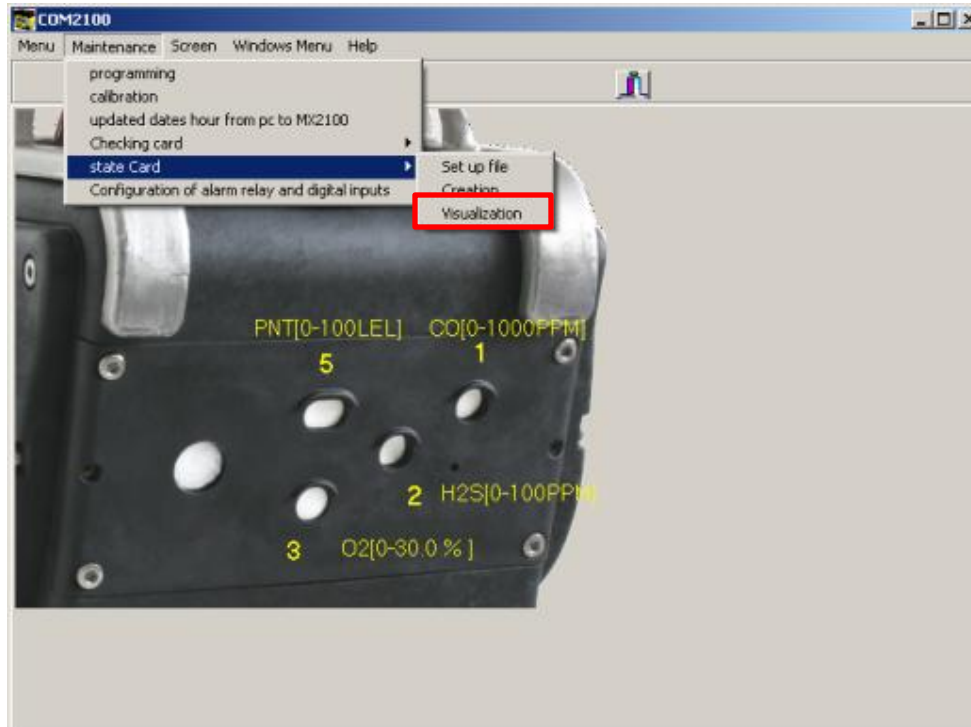 COM2100
Menu Maintenance Screen Windows Menu Help
programming
calibration
updated dates hour from pc to MX2100
Checking card
state Card
Configuration of alarm relay and digital inputs
Set up file
Creation
Visualization
PNT[0-100LEL] CO[0-1000PPM]
5 1
2 H2S[0-100PPM]
3 O2[0-30.0 % ]